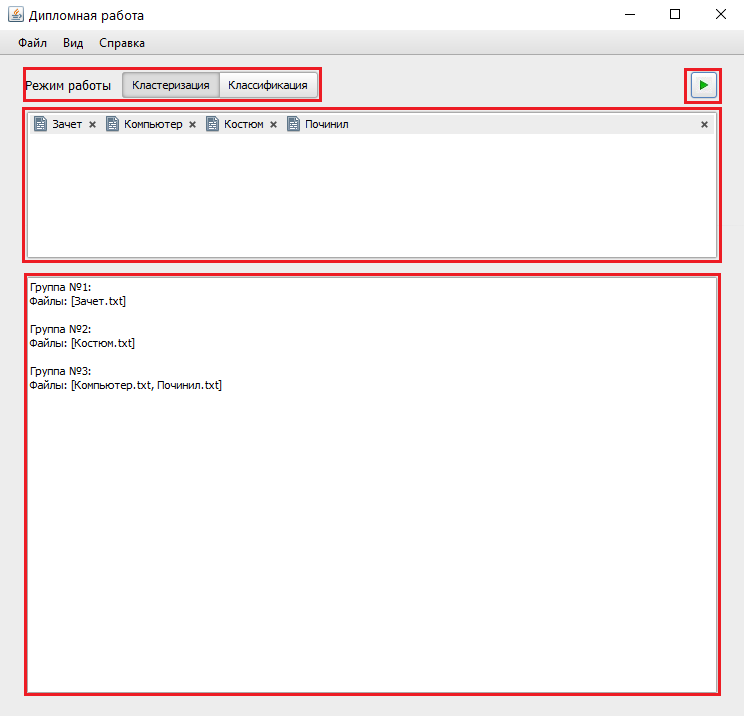 Дипломная работа
Файл Вид Справка
Режим работы Кластеризация Классификация
Зачет Компьютер Костюм Починил
Группа №1:
Файлы: [Зачет.txt]
Группа №2:
Файлы: [Костюм.txt]
Группа №3:
Файлы: [Компьютер.txt, Починил.txt]